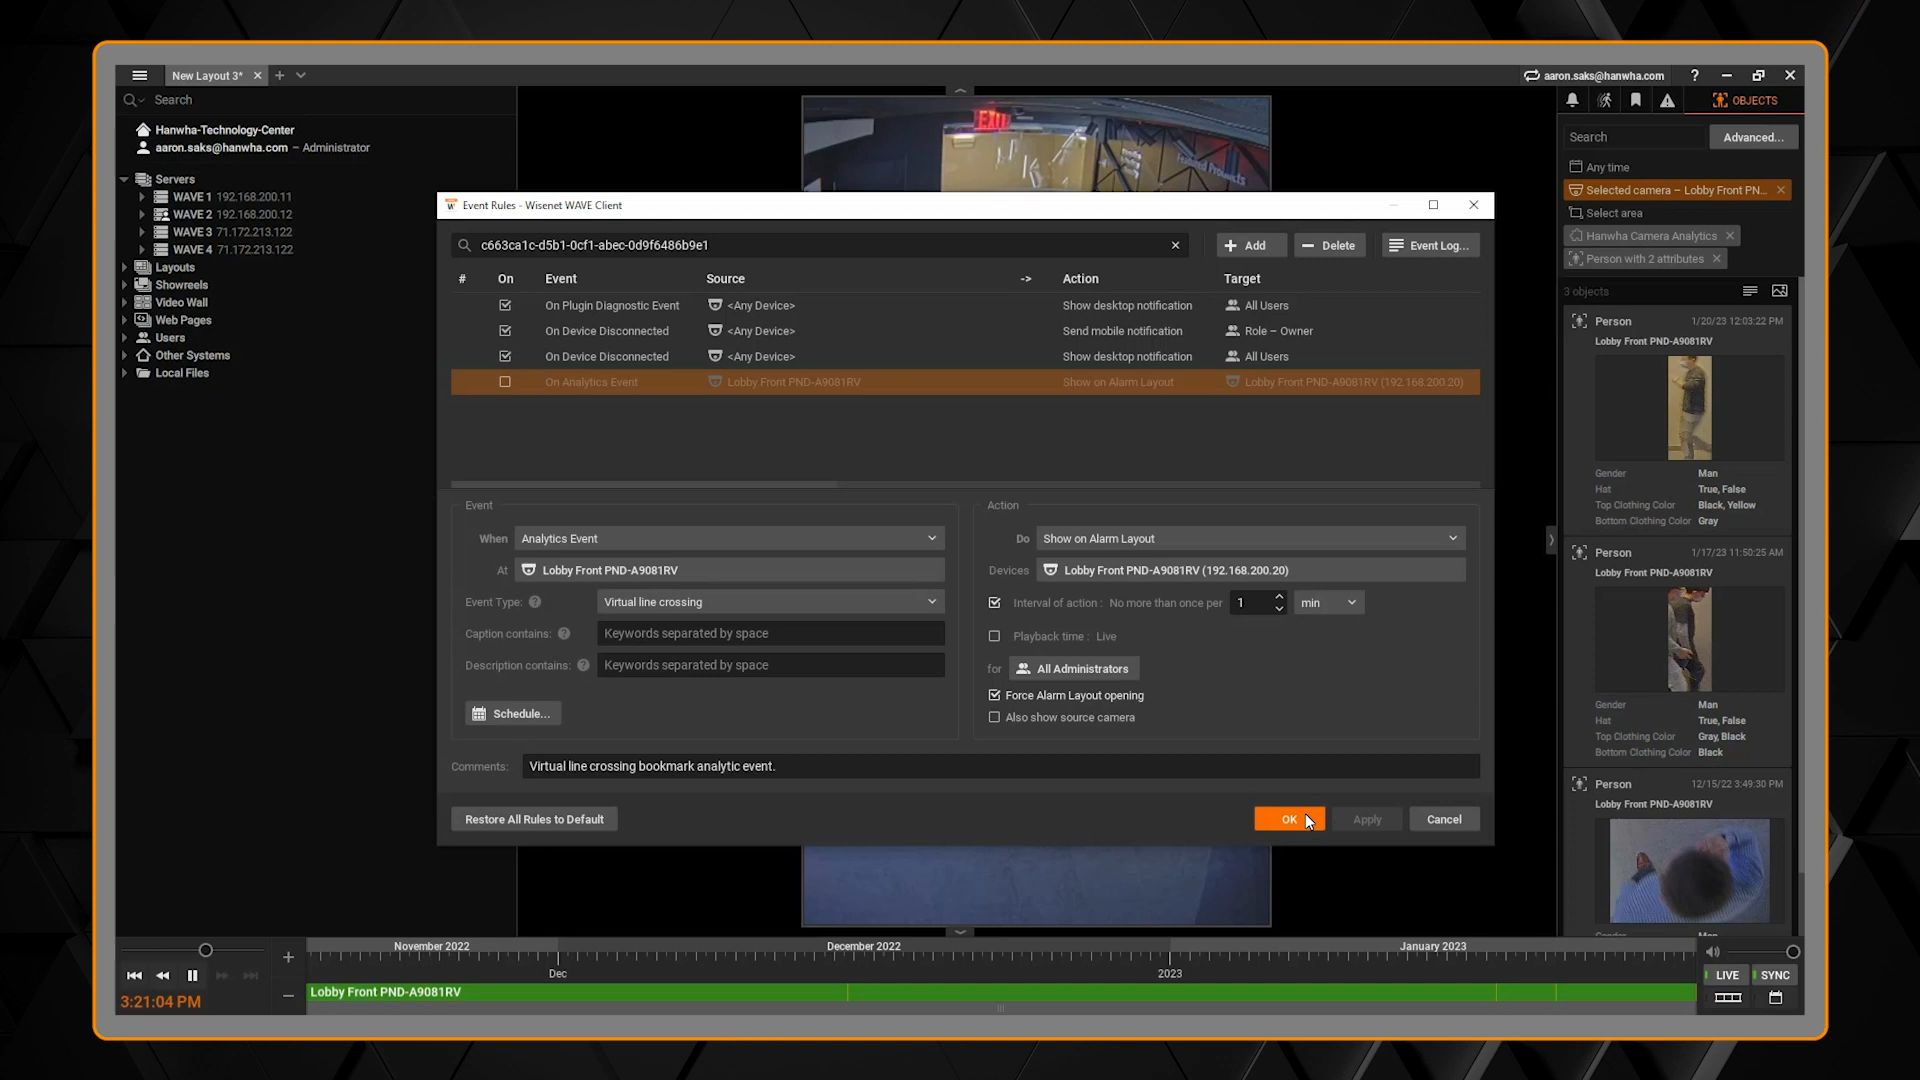 New Layout 3*
aaron.saks@hanwha.com
?
Search
Hanwha-Technology-Center
aaron.saks@hanwha.com – Administrator
Servers
WAVE 1 192.168.200.11
WAVE 2 192.168.200.12
WAVE 3 71.172.213.122
WAVE 4 71.172.213.122
Layouts
Showreels
Video Wall
Web Pages
Users
Other Systems
Local Files
EXIT
Event Rules - Wisenet WAVE Client
c663ca1c-d5b1-0cf1-abec-0d9f6486b9e1
Add
Delete
Event Log...
# On Event Source -> Action Target
On Plugin Diagnostic Event <Any Device> Show desktop notification All Users
On Device Disconnected <Any Device> Send mobile notification Role – Owner
On Device Disconnected <Any Device> Show desktop notification All Users
On Analytics Event Lobby Front PND-A9081RV Show on Alarm Layout Lobby Front PND-A9081RV (192.168.200.20)
Event
When Analytics Event
At Lobby Front PND-A9081RV
Event Type: ? Virtual line crossing
Caption contains: ? Keywords separated by space
Description contains: ? Keywords separated by space
Schedule...
Action
Do Show on Alarm Layout
Devices Lobby Front PND-A9081RV (192.168.200.20)
Interval of action : No more than once per 1 min
Playback time : Live
for All Administrators
Force Alarm Layout opening
Also show source camera
Comments: Virtual line crossing bookmark analytic event.
Restore All Rules to Default
OK
Apply
Cancel
OBJECTS
Search
Advanced...
Any time
Selected camera – Lobby Front PN...
Select area
Hanwha Camera Analytics
Person with 2 attributes
3 objects
Person 1/20/23 12:03:22 PM
Lobby Front PND-A9081RV
Gender Man
Hat True, False
Top Clothing Color Black, Yellow
Bottom Clothing Color Gray
Person 1/17/23 11:50:25 AM
Lobby Front PND-A9081RV
Gender Man
Hat True, False
Top Clothing Color Gray, Black
Bottom Clothing Color Black
Person 12/15/22 3:49:30 PM
Lobby Front PND-A9081RV
Gender Man
November 2022
December 2022
January 2023
Dec
2023
Lobby Front PND-A9081RV
3:21:04 PM
LIVE
SYNC